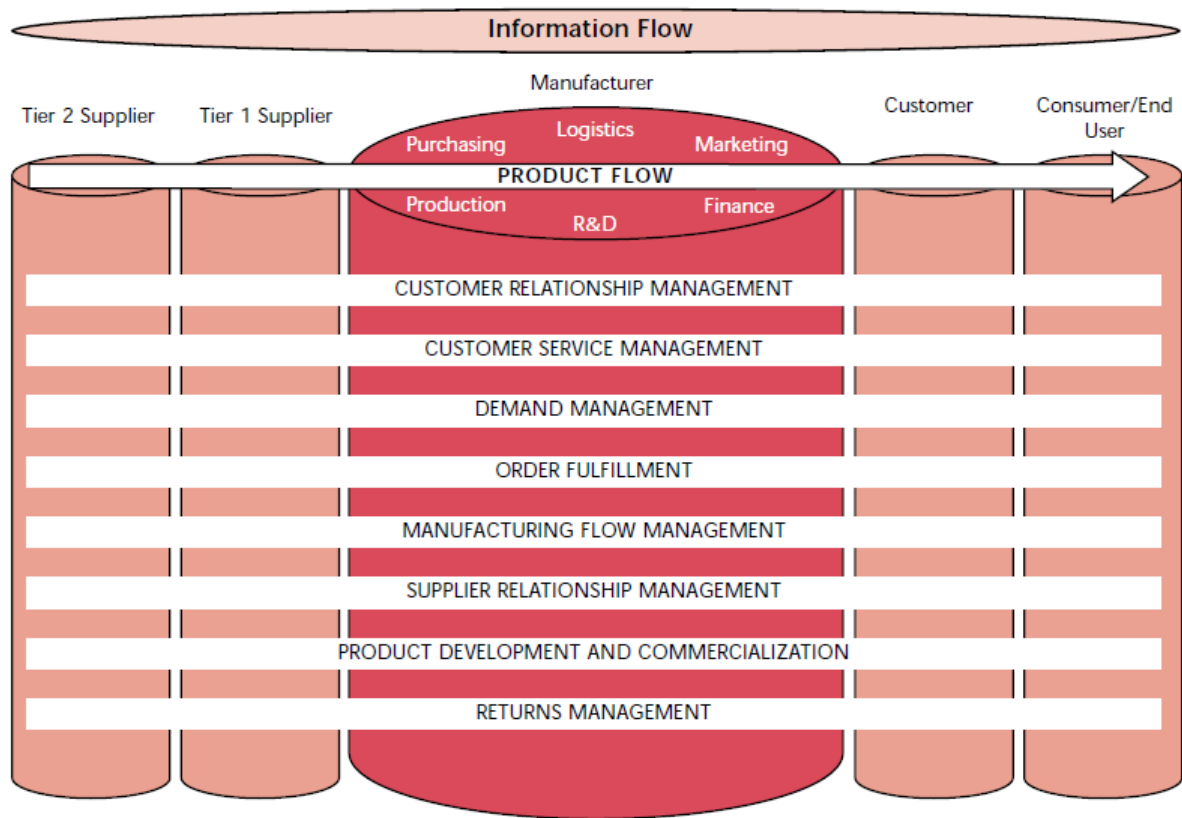 Information Flow
Manufacturer
Tier 2 Supplier
Tier 1 Supplier
Customer
Consumer/End
User
Purchasing
Logistics
Marketing
PRODUCT FLOW
Production
R&D
Finance
CUSTOMER RELATIONSHIP MANAGEMENT
CUSTOMER SERVICE MANAGEMENT
DEMAND MANAGEMENT
ORDER FULFILLMENT
MANUFACTURING FLOW MANAGEMENT
SUPPLIER RELATIONSHIP MANAGEMENT
PRODUCT DEVELOPMENT AND COMMERCIALIZATION
RETURNS MANAGEMENT